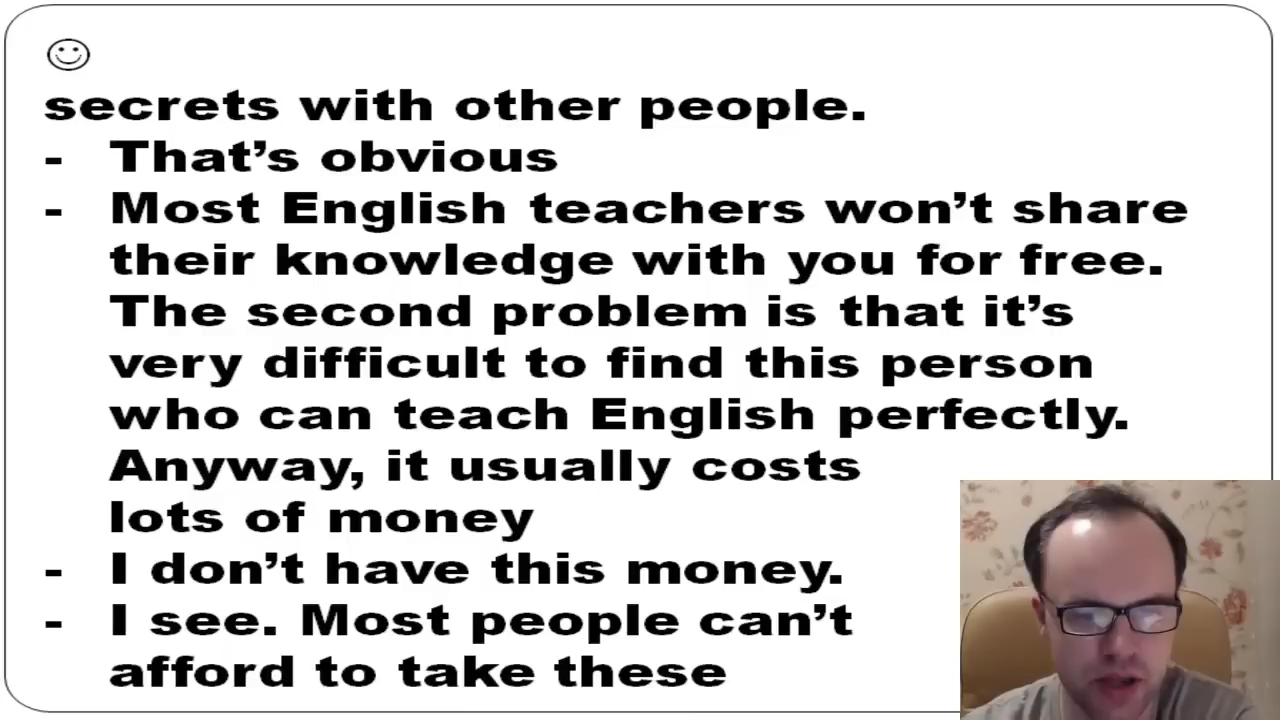 secrets with other people.
- That’s obvious
- Most English teachers won’t share
their knowledge with you for free.
The second problem is that it’s
very difficult to find this person
who can teach English perfectly.
Anyway, it usually costs
lots of money
- I don’t have this money.
- I see. Most people can’t
afford to take these